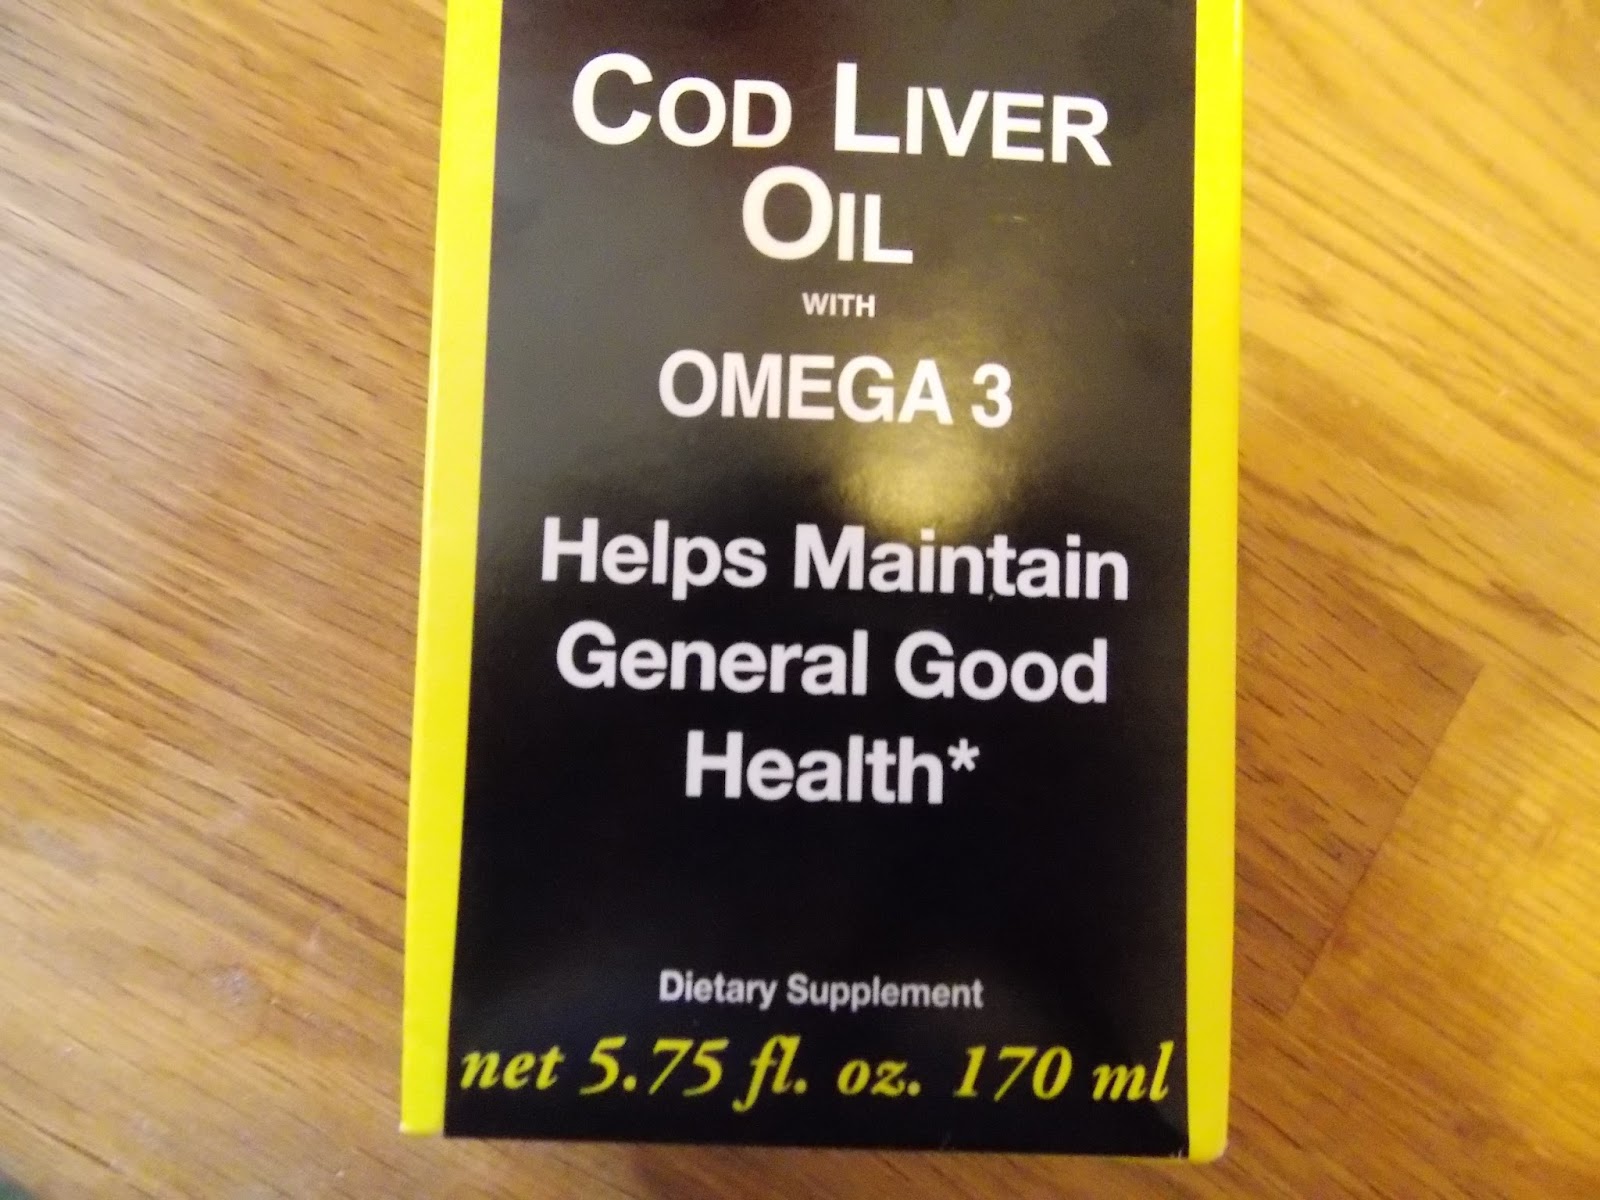 COD LIVER
OIL
WITH
OMEGA 3
Helps Maintain
General Good
Health*
Dietary Supplement
net 5.75 fl. oz. 170 ml